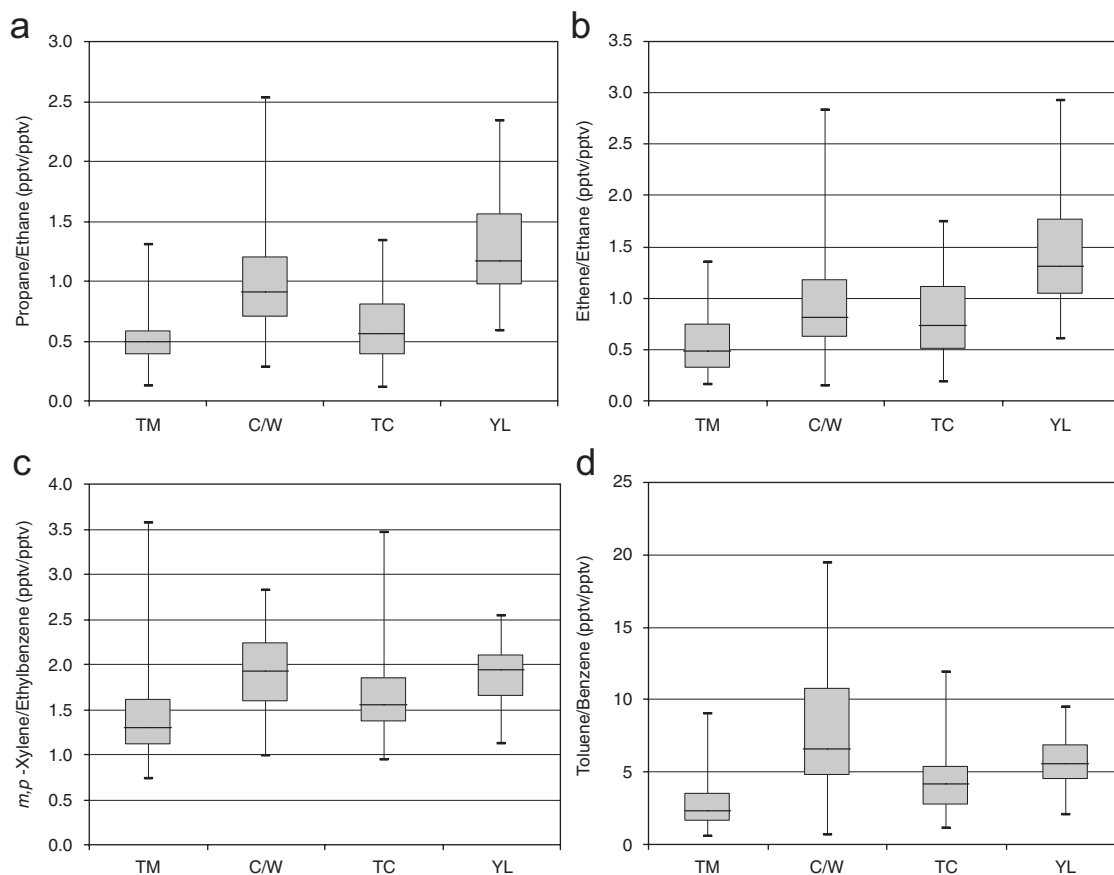 a
Propane/Ethane (pptv/pptv)
3.0
2.5
2.0
1.5
1.0
0.5
0.0
TM C/W TC YL
b
Ethene/Ethane (pptv/pptv)
3.5
3.0
2.5
2.0
1.5
1.0
0.5
0.0
TM C/W TC YL
c
m,p -Xylene/Ethylbenzene (pptv/pptv)
4.0
3.5
3.0
2.5
2.0
1.5
1.0
0.5
0.0
TM C/W TC YL
d
Toluene/Benzene (pptv/pptv)
25
20
15
10
5
0
TM C/W TC YL